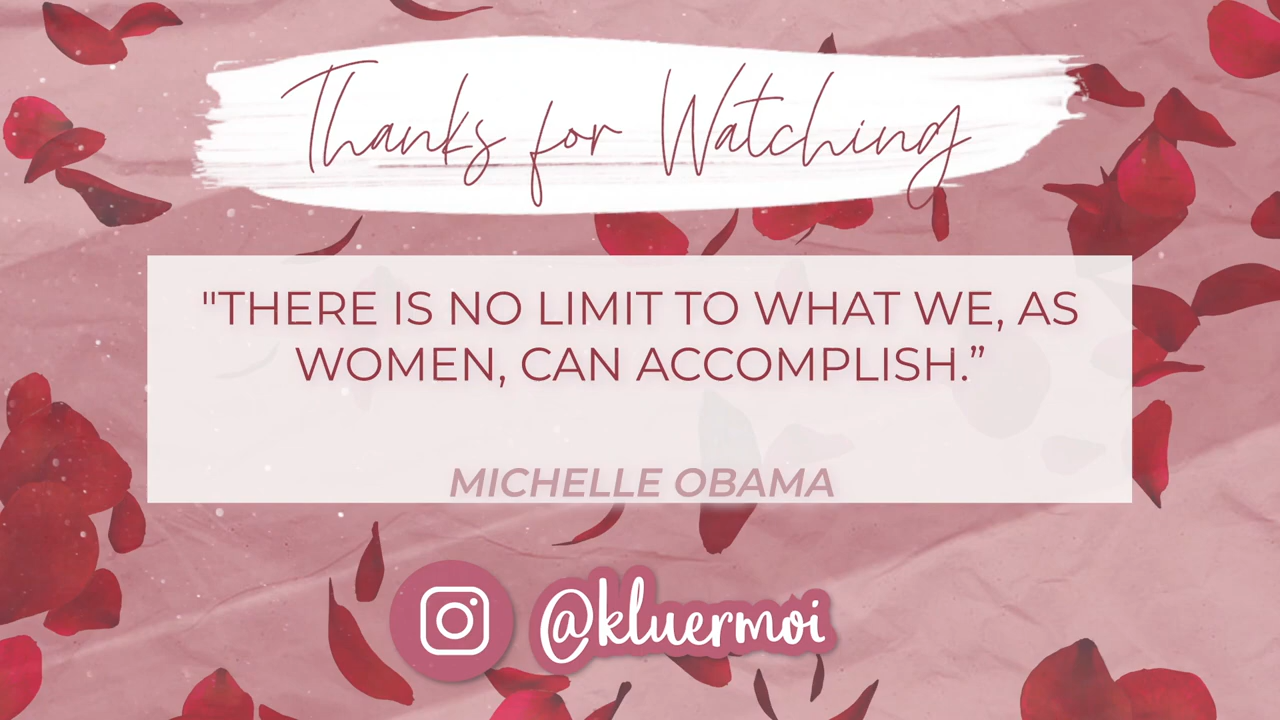 Thanks for Watching
"THERE IS NO LIMIT TO WHAT WE, AS
WOMEN, CAN ACCOMPLISH.”
MICHELLE OBAMA
@kluermoi